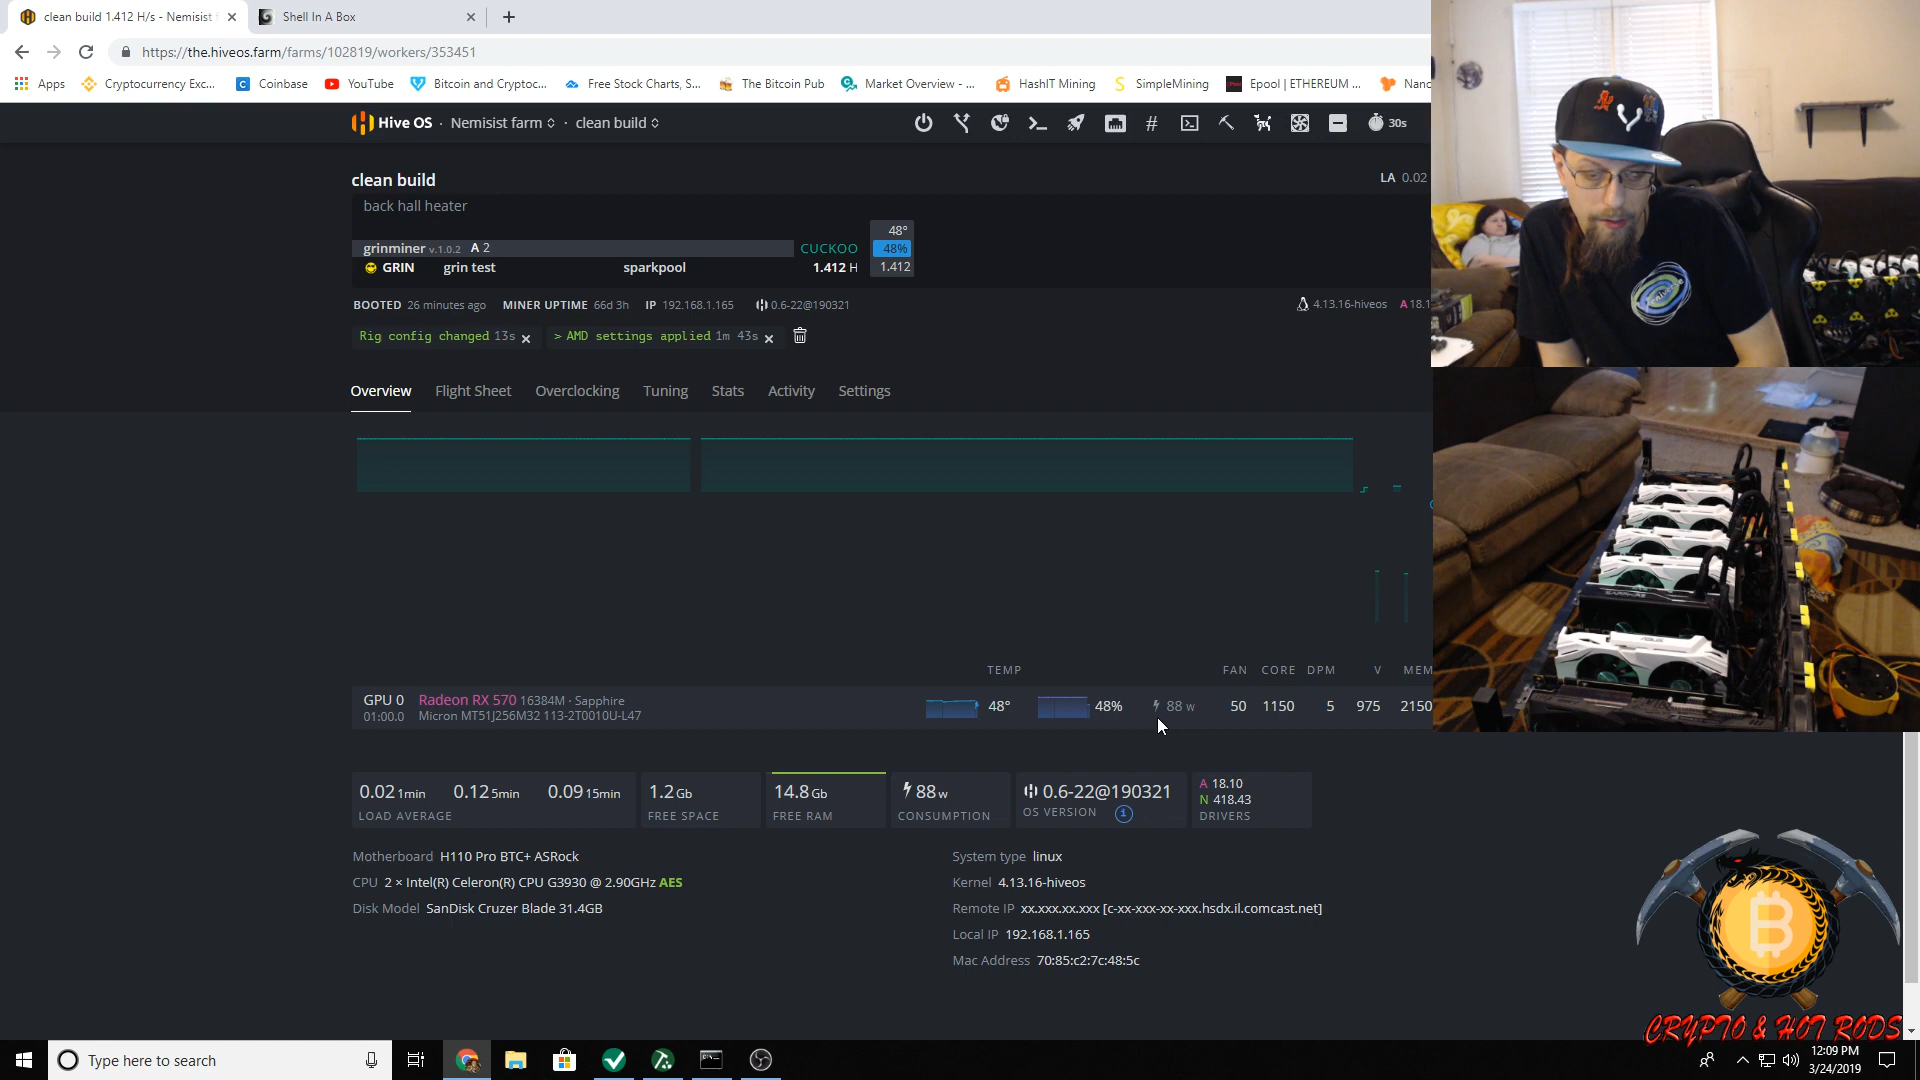 clean build 1.412 H/s - Nemisist f
Shell In A Box
https://the.hiveos.farm/farms/102819/workers/353451
Apps
Cryptocurrency Exc...
Coinbase
YouTube
Bitcoin and Cryptoc...
Free Stock Charts, S...
The Bitcoin Pub
Market Overview - ...
HashIT Mining
SimpleMining
Epool | ETHEREUM ...
Nanc
Hive OS · Nemisist farm · clean build
30s
clean build
LA 0.02
back hall heater
48°
grinminer v.1.0.2 A 2 CUCKOO 48%
GRIN grin test sparkpool 1.412 H 1.412
BOOTED 26 minutes ago MINER UPTIME 66d 3h IP 192.168.1.165 0.6-22@190321
4.13.16-hiveos A 18.1
Rig config changed 13s × > AMD settings applied 1m 43s ×
Overview Flight Sheet Overclocking Tuning Stats Activity Settings
TEMP FAN CORE DPM V MEM
GPU 0 Radeon RX 570 16384M · Sapphire
01:00.0 Micron MT51J256M32 113-2T0010U-L47
48° 48% 88 w 50 1150 5 975 2150
0.02 1min 0.12 5min 0.09 15min
LOAD AVERAGE
1.2 Gb
FREE SPACE
14.8 Gb
FREE RAM
88 w
CONSUMPTION
0.6-22@190321
OS VERSION
A 18.10
N 418.43
DRIVERS
Motherboard H110 Pro BTC+ ASRock
CPU 2 × Intel(R) Celeron(R) CPU G3930 @ 2.90GHz AES
Disk Model SanDisk Cruzer Blade 31.4GB
System type linux
Kernel 4.13.16-hiveos
Remote IP xx.xxx.xx.xxx [c-xx-xxx-xx-xxx.hsdx.il.comcast.net]
Local IP 192.168.1.165
Mac Address 70:85:c2:7c:48:5c
CRYPTO & HOT RODS
Type here to search
12:09 PM
3/24/2019